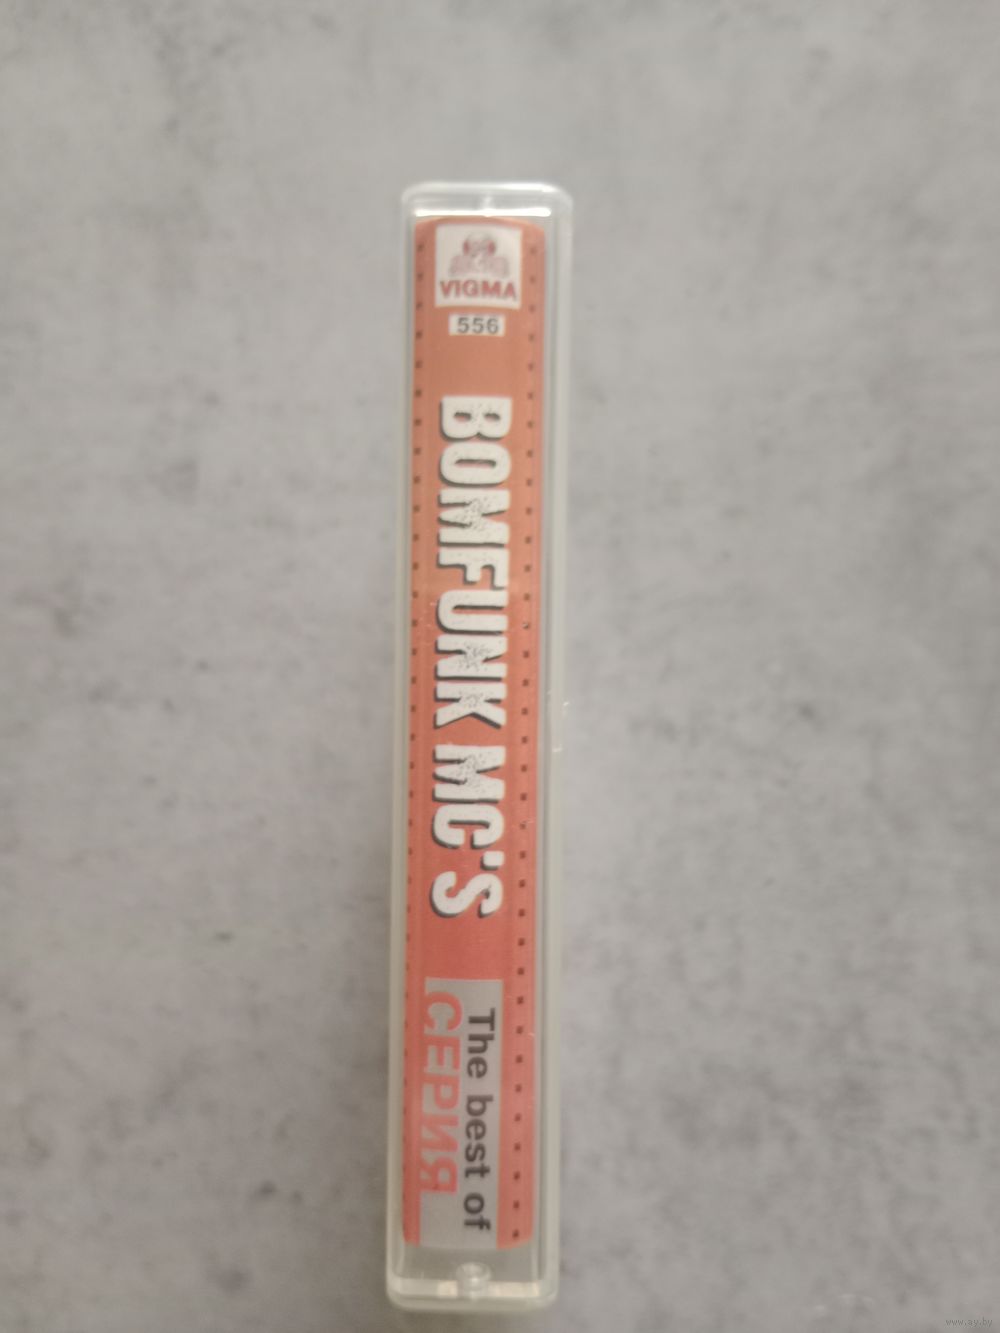 VIGMA
556
BOMFUNK MC'S
The best of
СЕРИЯ
www.ay.by